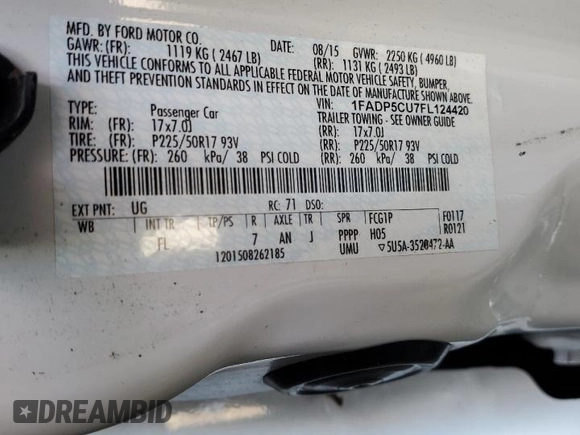 MFD. BY FORD MOTOR CO.
DATE: 08/15 GVWR: 2250 KG (4960 LB)
GAWR: (FR): 1119 KG (2467 LB) (RR): 1131 KG (2493 LB)
THIS VEHICLE CONFORMS TO ALL APPLICABLE FEDERAL MOTOR VEHICLE SAFETY, BUMPER,
AND THEFT PREVENTION STANDARDS IN EFFECT ON THE DATE OF MANUFACTURE SHOWN ABOVE.
VIN: 1FADP5CU7FL124420
TYPE: Passenger Car TRAILER TOWING - SEE OWNER GUIDE
RIM: (FR): 17x7.0J (RR): 17x7.0J
TIRE: (FR): P225/50R17 93V (RR): P225/50R17 93V
PRESSURE: (FR): 260 kPa/ 38 PSI COLD (RR): 260 kPa/ 38 PSI COLD
EXT PNT: UG RC: 71 DSO:
WB INT TR TP/PS R AXLE TR SPR FCG1P F0117
FL 7 AN J PPPP H05 R0121
1201508262185 UMU ▽5U5A-3520472-AA
DREAMBID